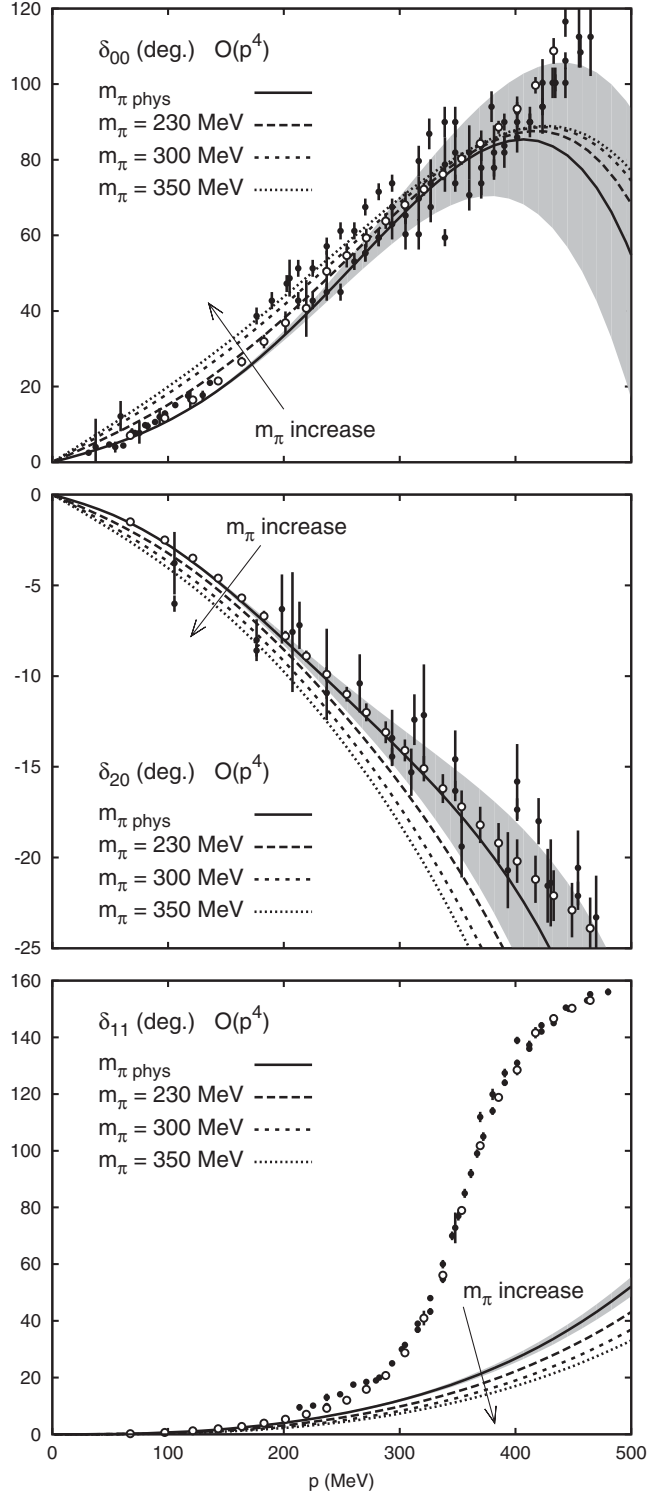 120
100
80
60
40
20
0
δ00 (deg.) O(p4)
mπ phys
mπ = 230 MeV
mπ = 300 MeV
mπ = 350 MeV
mπ increase
0
-5
-10
-15
-20
-25
mπ increase
δ20 (deg.) O(p4)
mπ phys
mπ = 230 MeV
mπ = 300 MeV
mπ = 350 MeV
160
140
120
100
80
60
40
20
0
δ11 (deg.) O(p4)
mπ phys
mπ = 230 MeV
mπ = 300 MeV
mπ = 350 MeV
mπ increase
0 100 200 300 400 500
p (MeV)